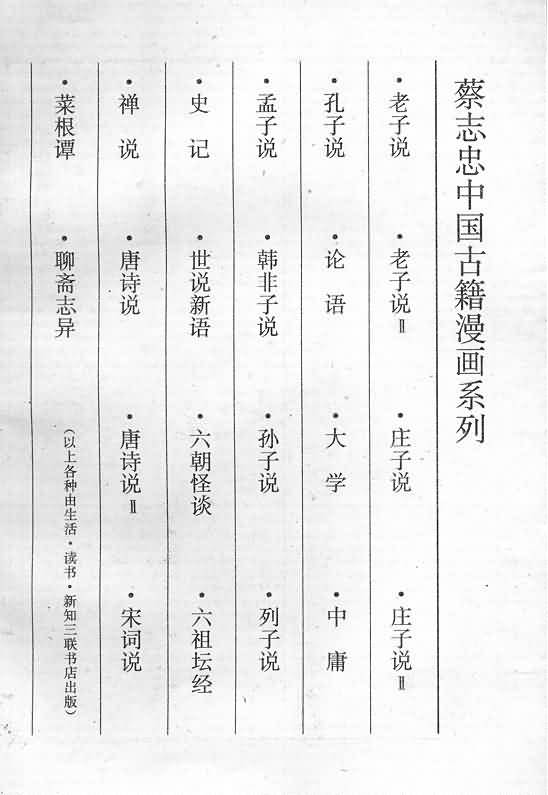 蔡志忠中国古籍漫画系列
•老子说 •老子说Ⅱ •庄子说 •庄子说Ⅱ
•孔子说 •论语 •大学 •中庸
•孟子说 •韩非子说 •孙子说 •列子说
•史记 •世说新语 •六朝怪谈 •六祖坛经
•禅说 •唐诗说 •唐诗说Ⅱ •宋词说
•菜根谭 •聊斋志异 (以上各种由生活·读书·新知三联书店出版)